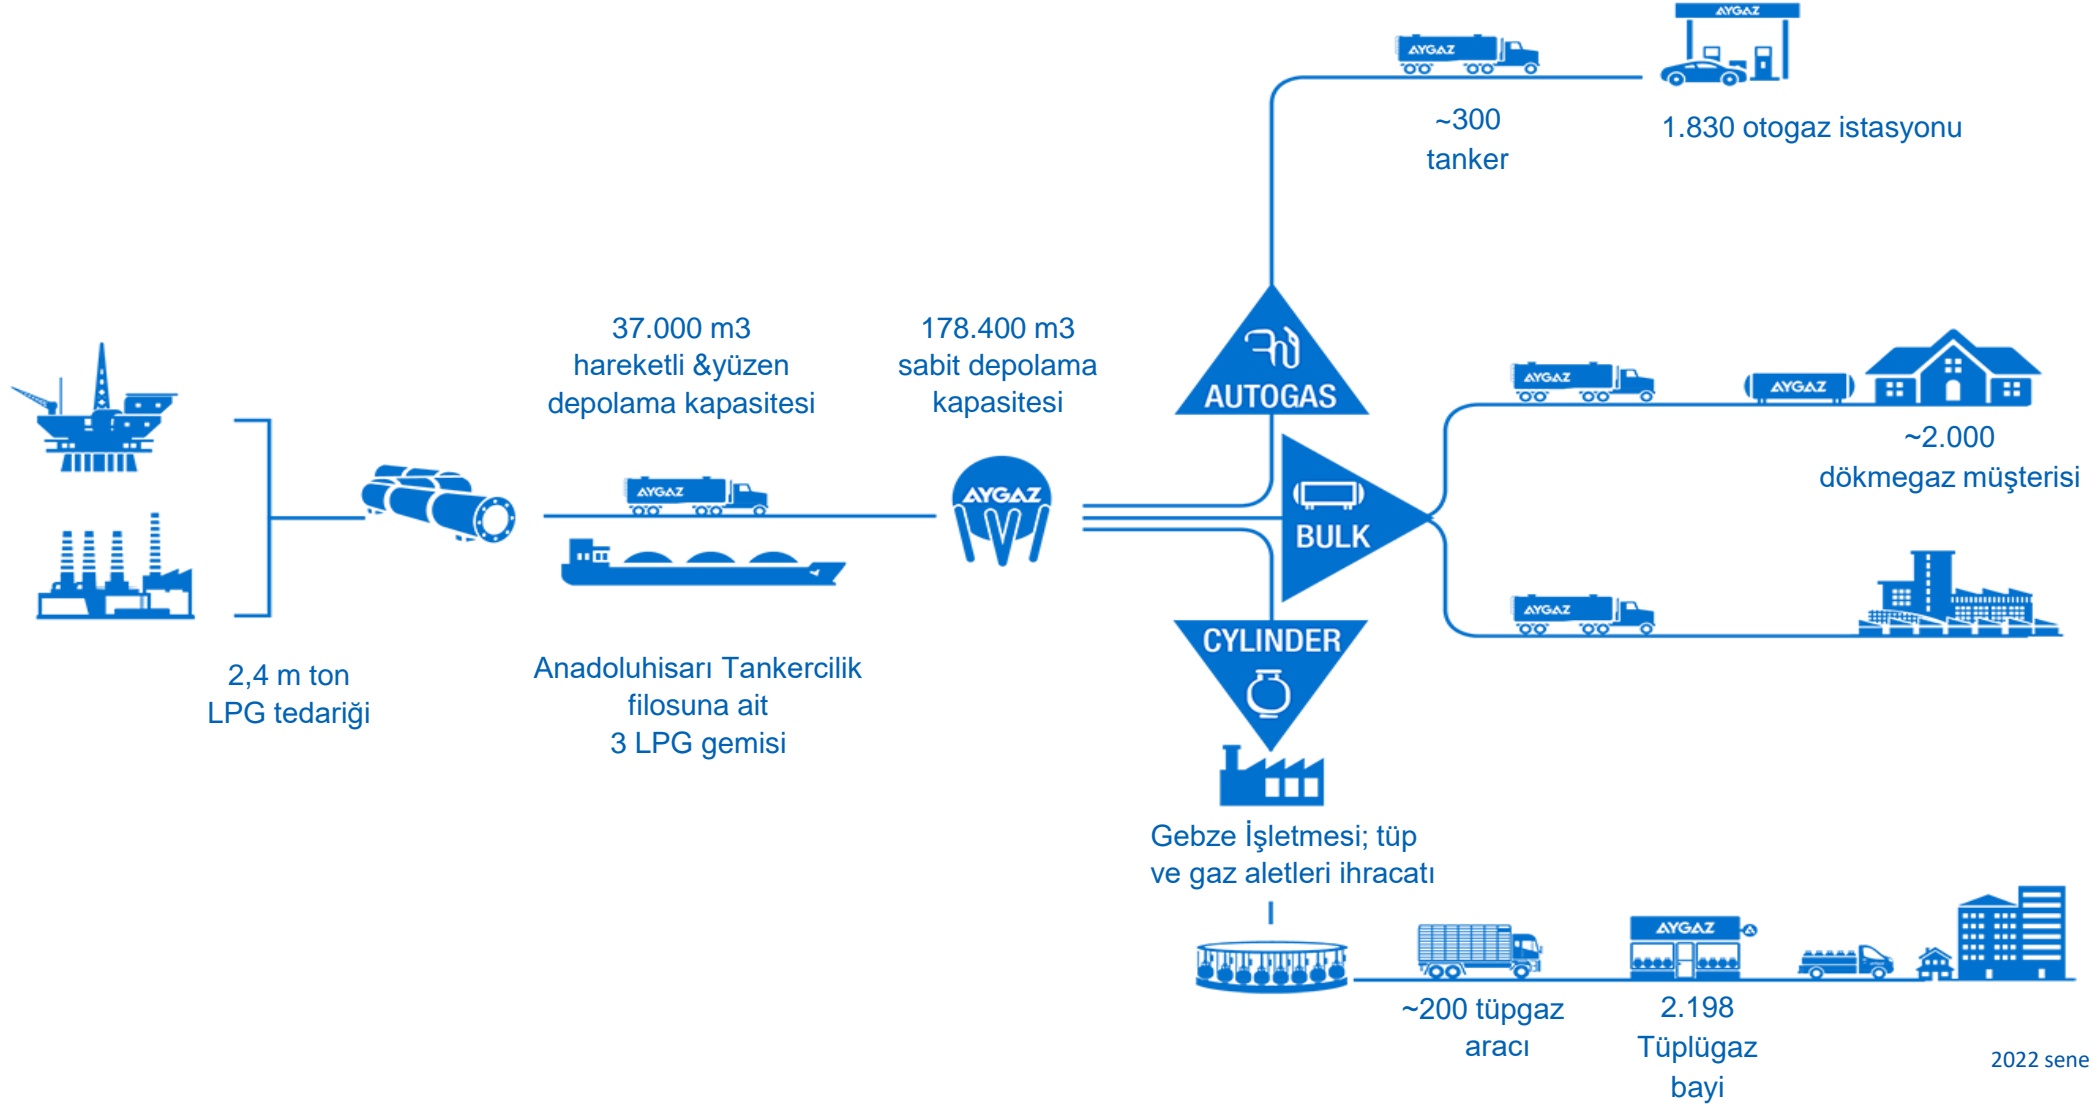 AYGAZ
AYGAZ
~300
tanker
1.830 otogaz istasyonu
37.000 m3
hareketli &yüzen
depolama kapasitesi
178.400 m3
sabit depolama
kapasitesi
AUTOGAS
AYGAZ
AYGAZ
~2.000
dökmegaz müşterisi
AYGAZ
AYGAZ
BULK
AYGAZ
CYLINDER
2,4 m ton
LPG tedariği
Anadoluhisarı Tankercilik
filosuna ait
3 LPG gemisi
Gebze İşletmesi; tüp
ve gaz aletleri ihracatı
AYGAZ
~200 tüpgaz
aracı
2.198
Tüplügaz
bayi
2022 sene